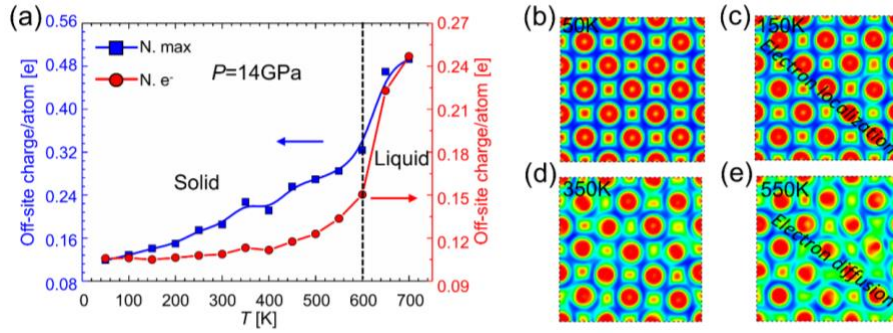 (a)
0.56
0.48
0.40
0.32
0.24
0.16
0.08
Off-site charge/atom [e]
N. max
N. e⁻
P=14GPa
Solid
Liquid
0.27
0.24
0.21
0.18
0.15
0.12
0.09
Off-site charge/atom [e]
0 100 200 300 400 500 600 700
T [K]
(b)
50K
(c)
150K
Electron localization
(d)
350K
(e)
550K
Electron diffusion